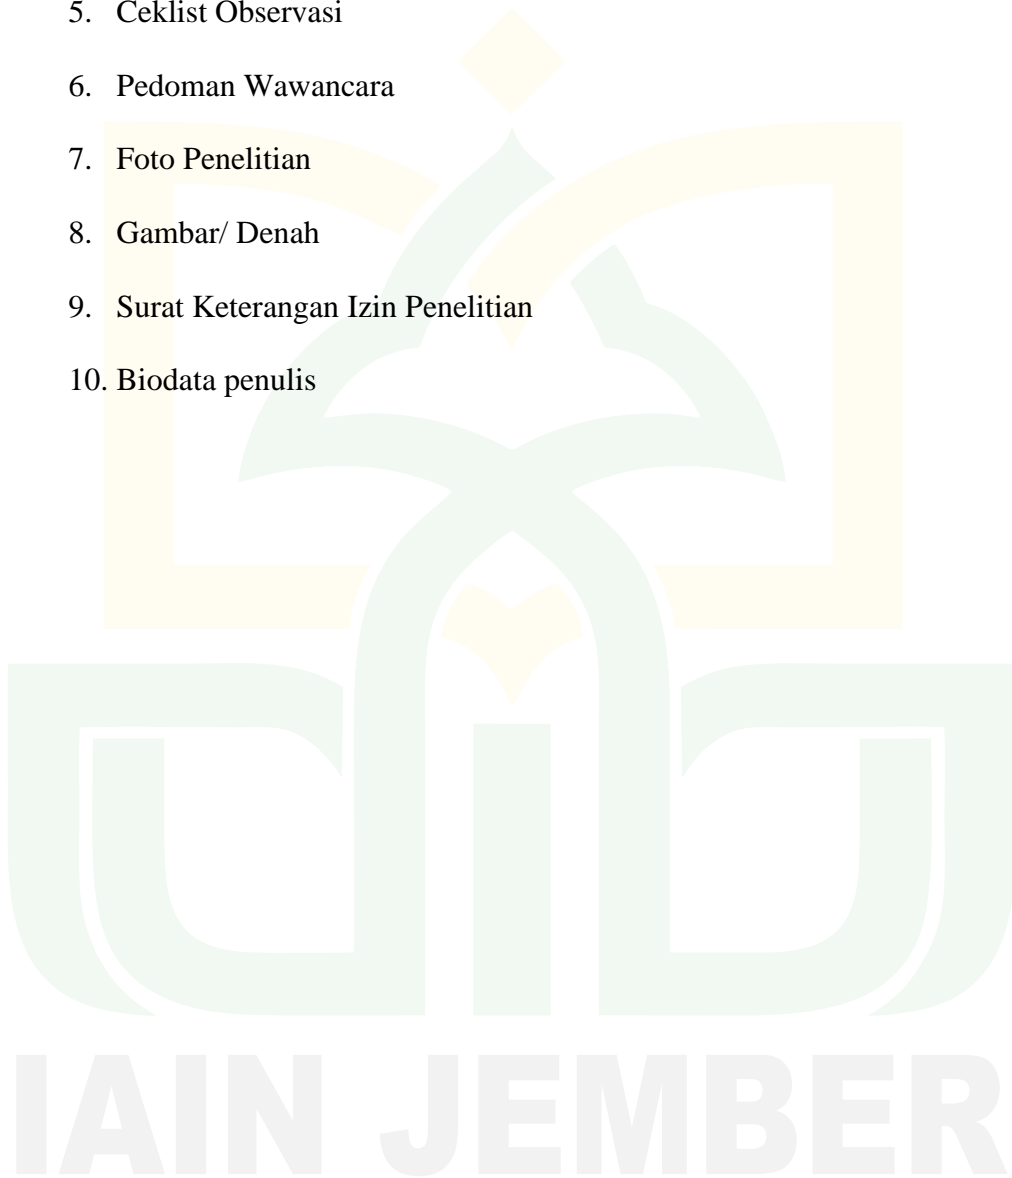 5. Ceklist Observasi
6. Pedoman Wawancara
7. Foto Penelitian
8. Gambar/ Denah
9. Surat Keterangan Izin Penelitian
10. Biodata penulis
IAIN JEMBER